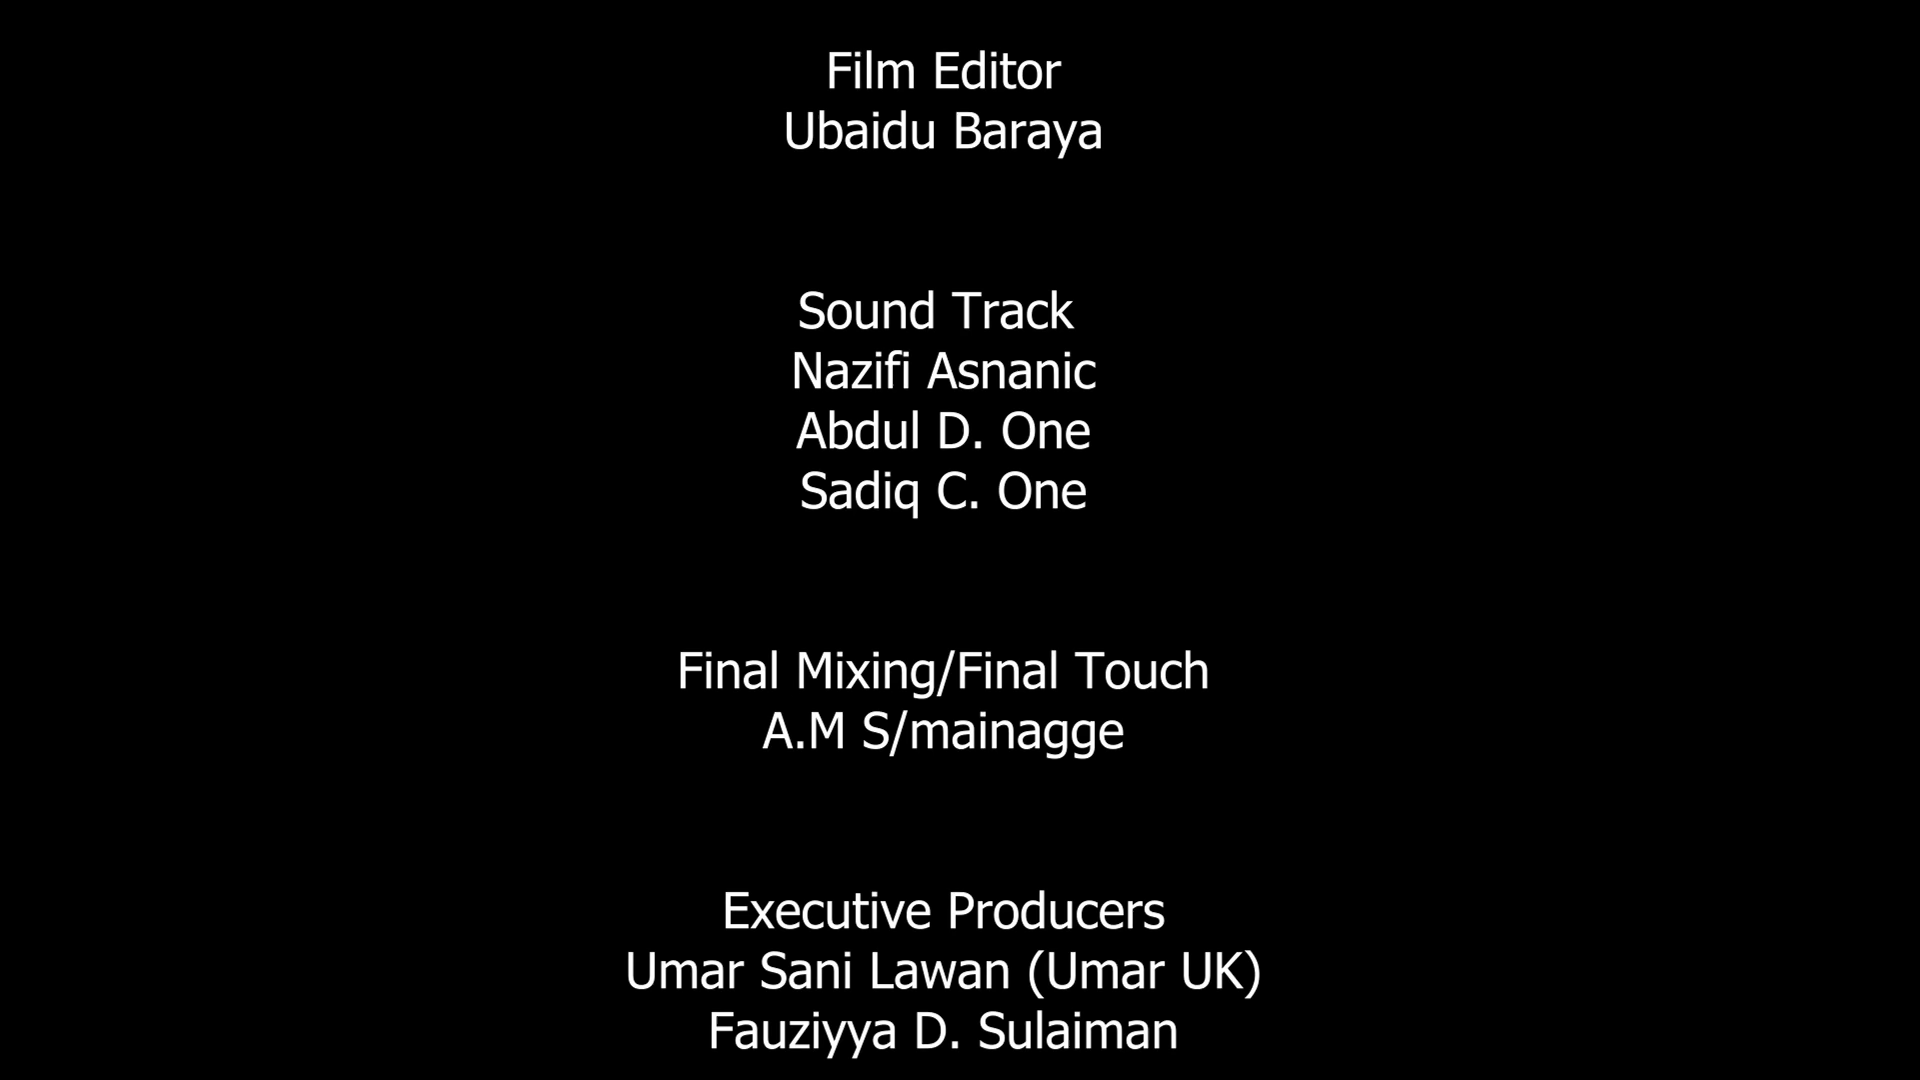 Film Editor
Ubaidu Baraya
Sound Track
Nazifi Asnanic
Abdul D. One
Sadiq C. One
Final Mixing/Final Touch
A.M S/mainagge
Executive Producers
Umar Sani Lawan (Umar UK)
Fauziyya D. Sulaiman